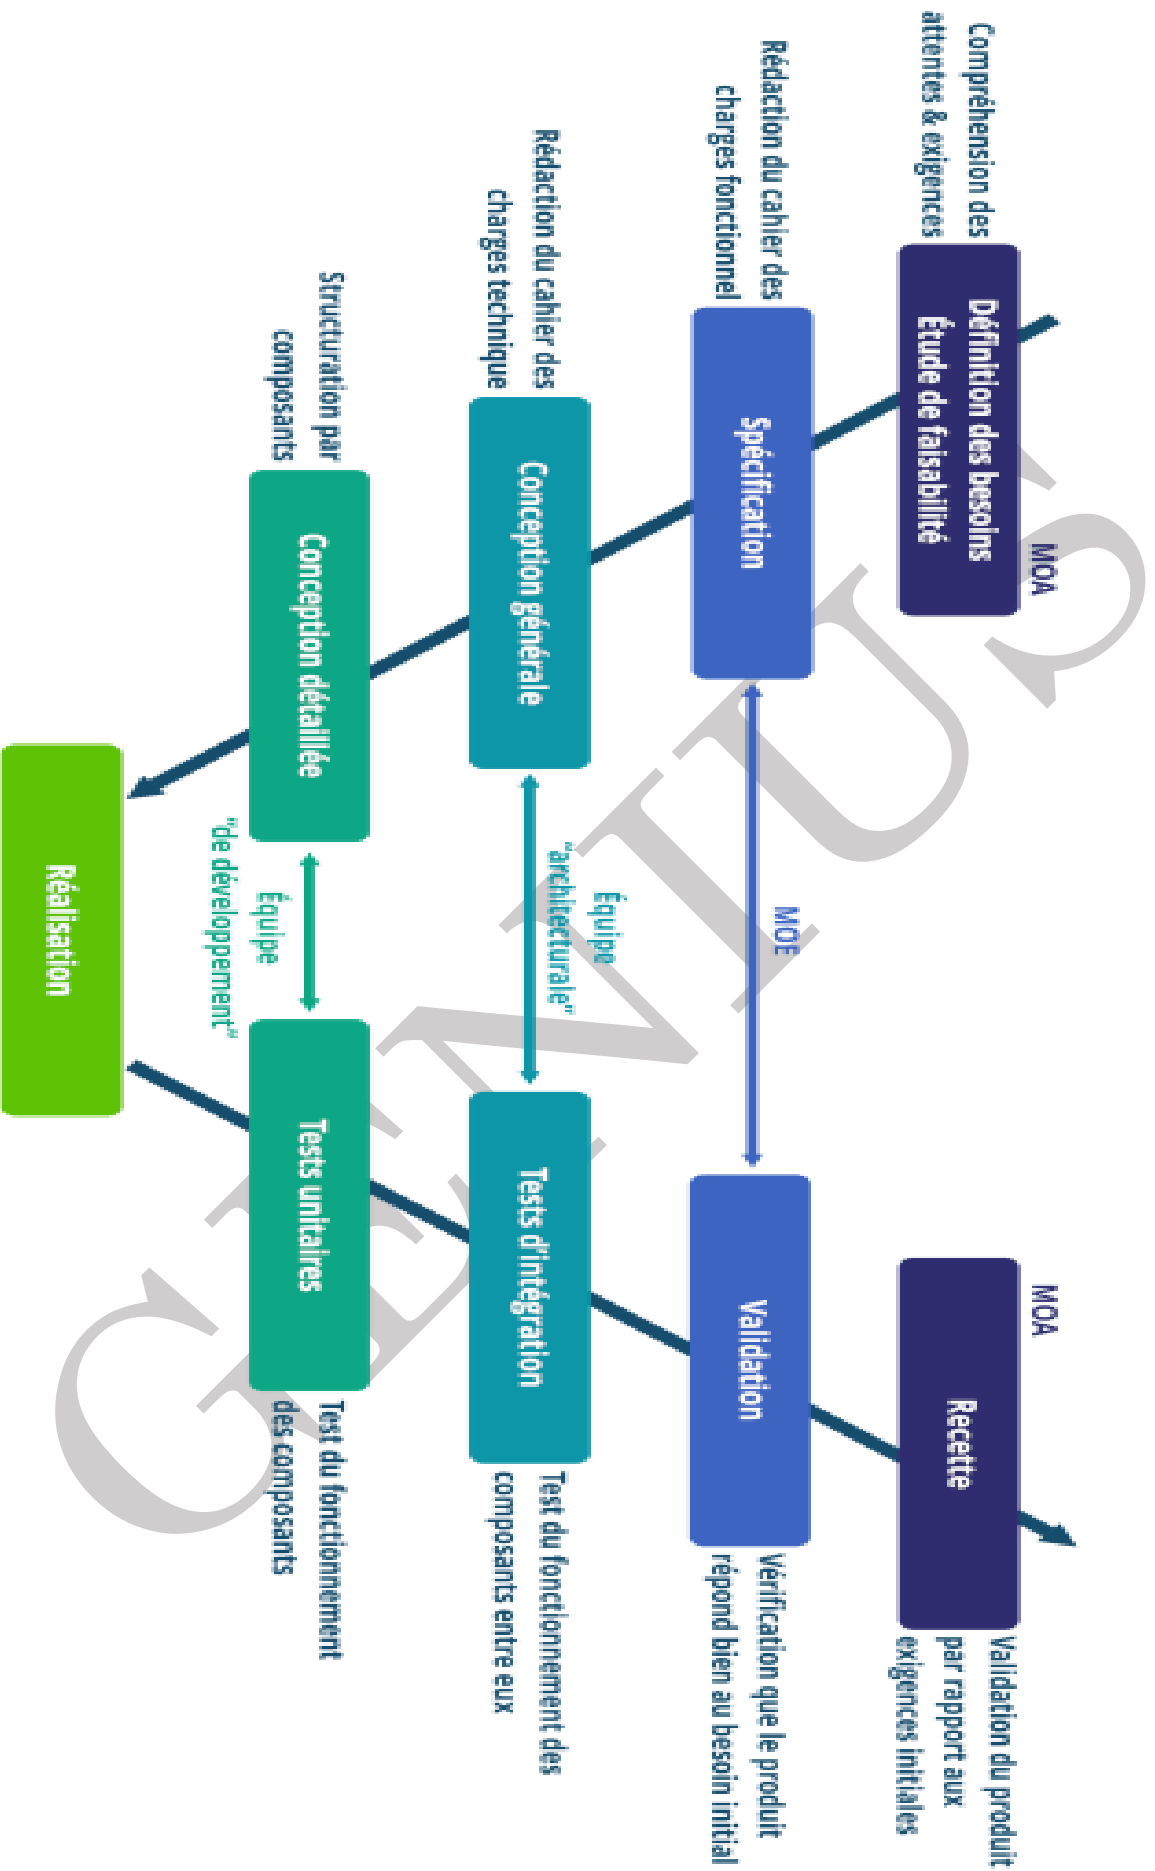 MOA
MOA
Compréhension des
attentes & exigences
Définition des besoins
Étude de faisabilité
Recette
Validation du produit
par rapport aux
exigences initiales
Rédaction du cahier des
charges fonctionnel
Spécification
MOE
Validation
Vérification que le produit
répond bien au besoin initial
Rédaction du cahier des
charges technique
Conception générale
Équipe
"architecturale"
Tests d'intégration
Test du fonctionnement des
composants entre eux
Structuration par
composants
Conception détaillée
Équipe
"de développement"
Tests unitaires
Test du fonctionnement
des composants
Réalisation
GENIUS